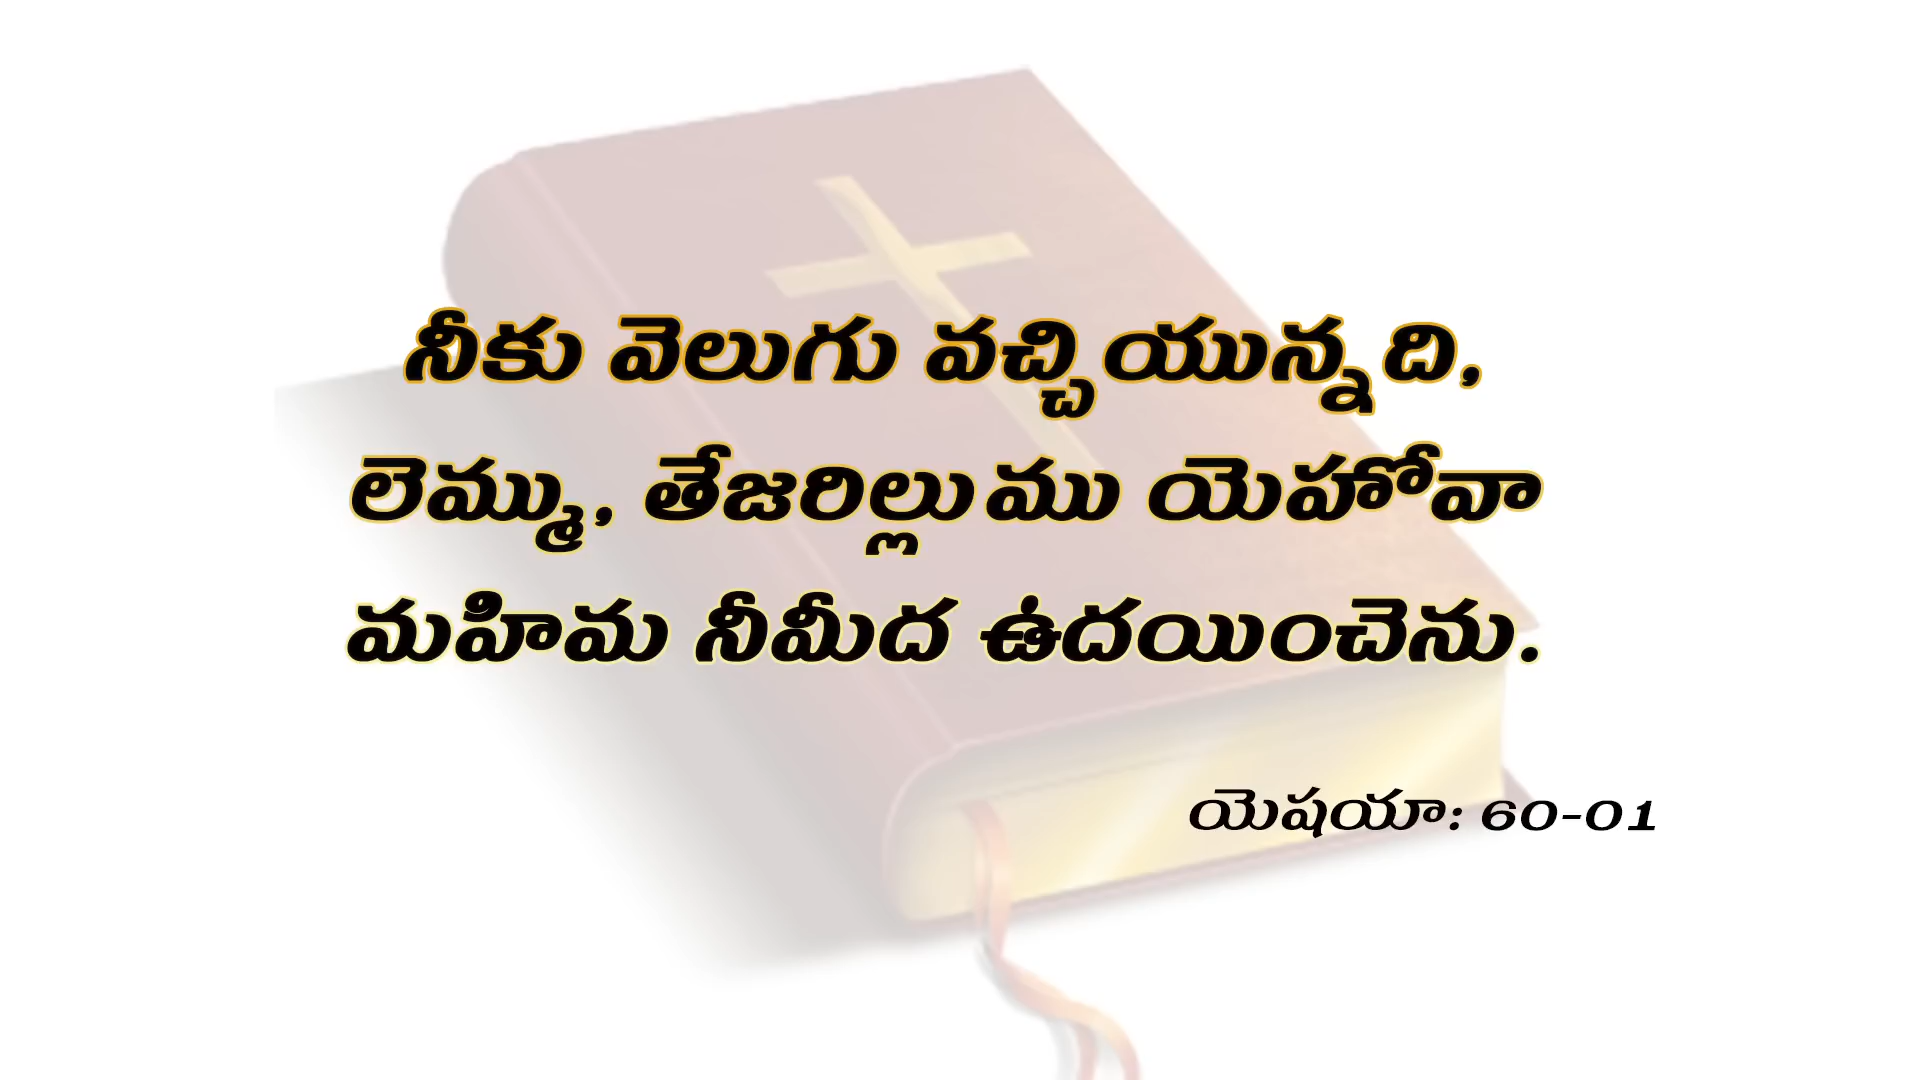 నీకు వెలుగు వచ్చియున్నది,
లెమ్ము, తేజరిల్లుము యెహోవా
మహిమ నీమీద ఉదయించెను.
యెషయా: 60-01